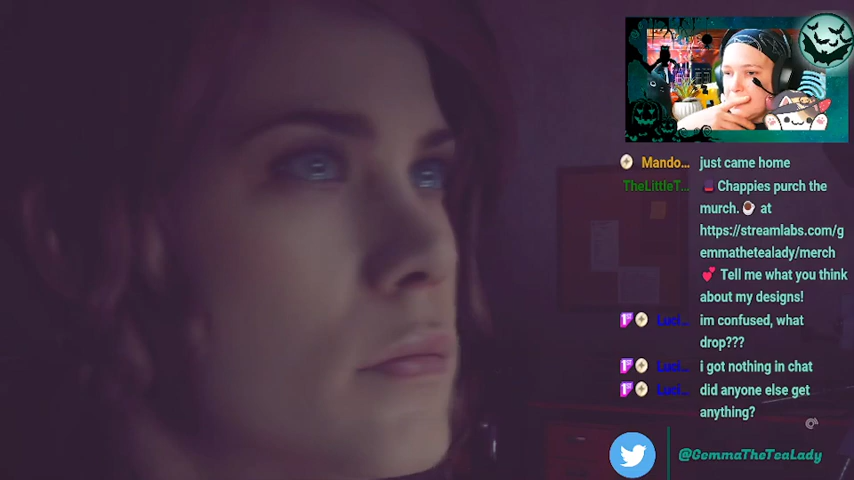 Mando... just came home
TheLittleT... Chappies purch the
murch. at
https://streamlabs.com/g
emmathetealady/merch
Tell me what you think
about my designs!
Luci... im confused, what
drop???
Luci... i got nothing in chat
Luci... did anyone else get
anything?
@GemmaTheTeaLady